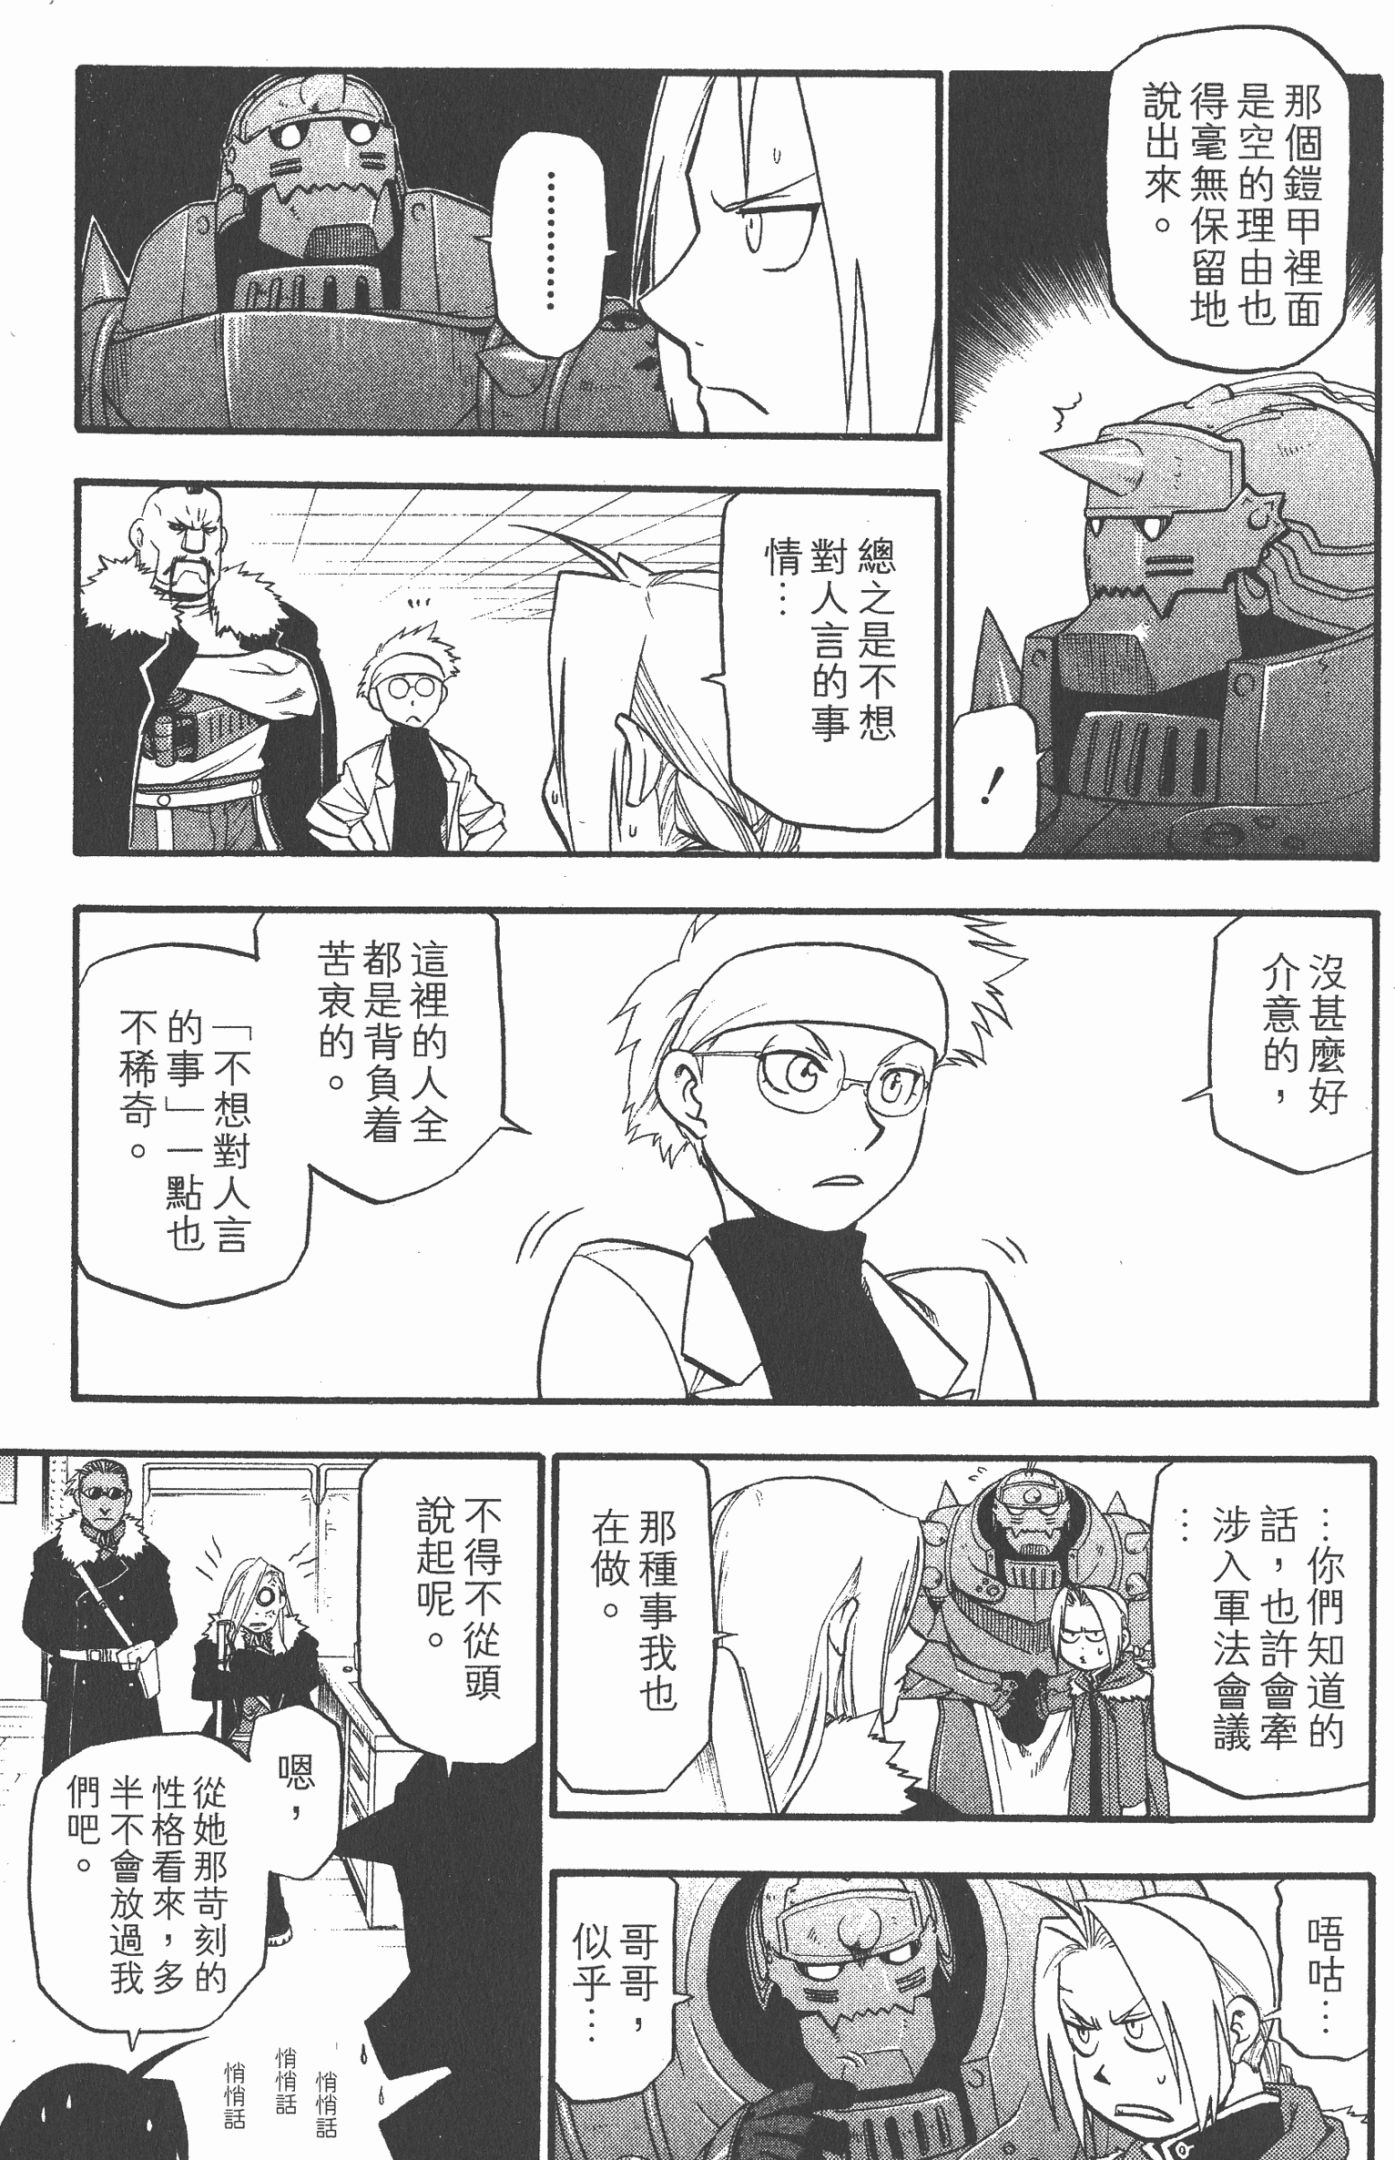 那個鎧甲裡面
是空的理由也
得毫無保留地
說出來。
！
………
總之是不想
對人言的事
情…
沒甚麼好
介意的，
這裡的人全
都是背負着
苦衷的。
「不想對人言
的事」一點也
不稀奇。
…你們知道的
話，也許會牽
涉入軍法會議
…
那種事我也
在做。
唔咕…
哥哥，
似乎…
不得不從頭
說起呢。
嗯，
從她那苛刻的
性格看來，多
半不會放過我
們吧。
悄悄話
悄悄話
悄悄話